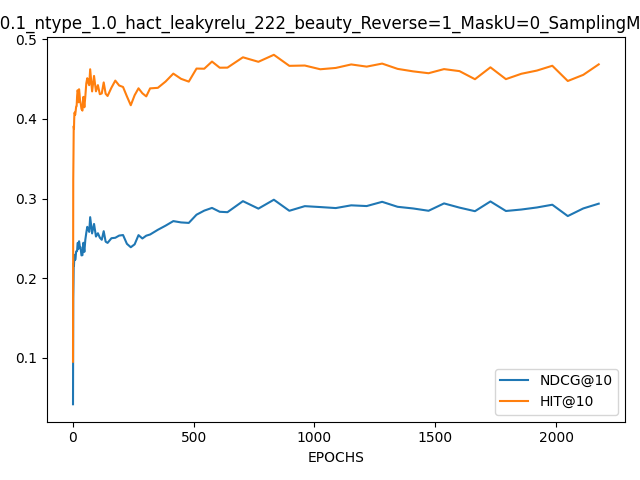 0.1_ntype_1.0_hact_leakyrelu_222_beauty_Reverse=1_MaskU=0_SamplingM
0.5
0.4
0.3
0.2
0.1
0 500 1000 1500 2000
EPOCHS
NDCG@10
HIT@10